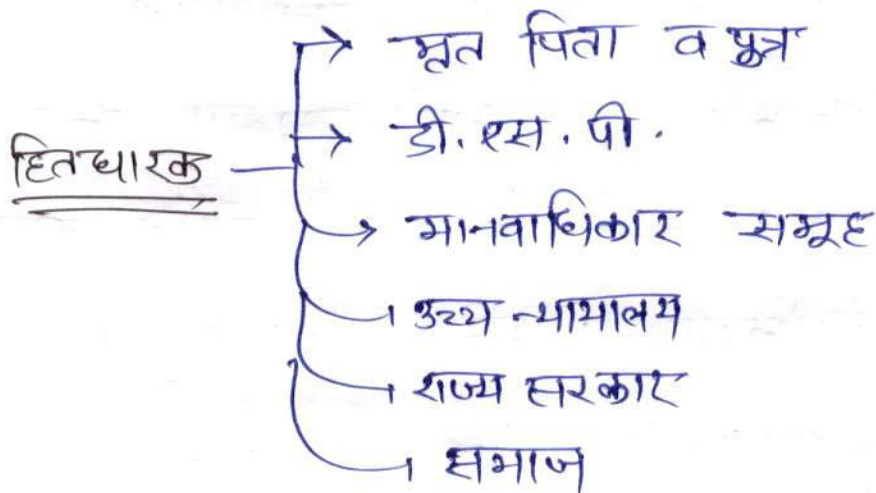 मृत पिता व पुत्र
डी. एस. पी.
हितधारक
मानवाधिकार समूह
उच्च न्यायालय
राज्य सरकार
समाज